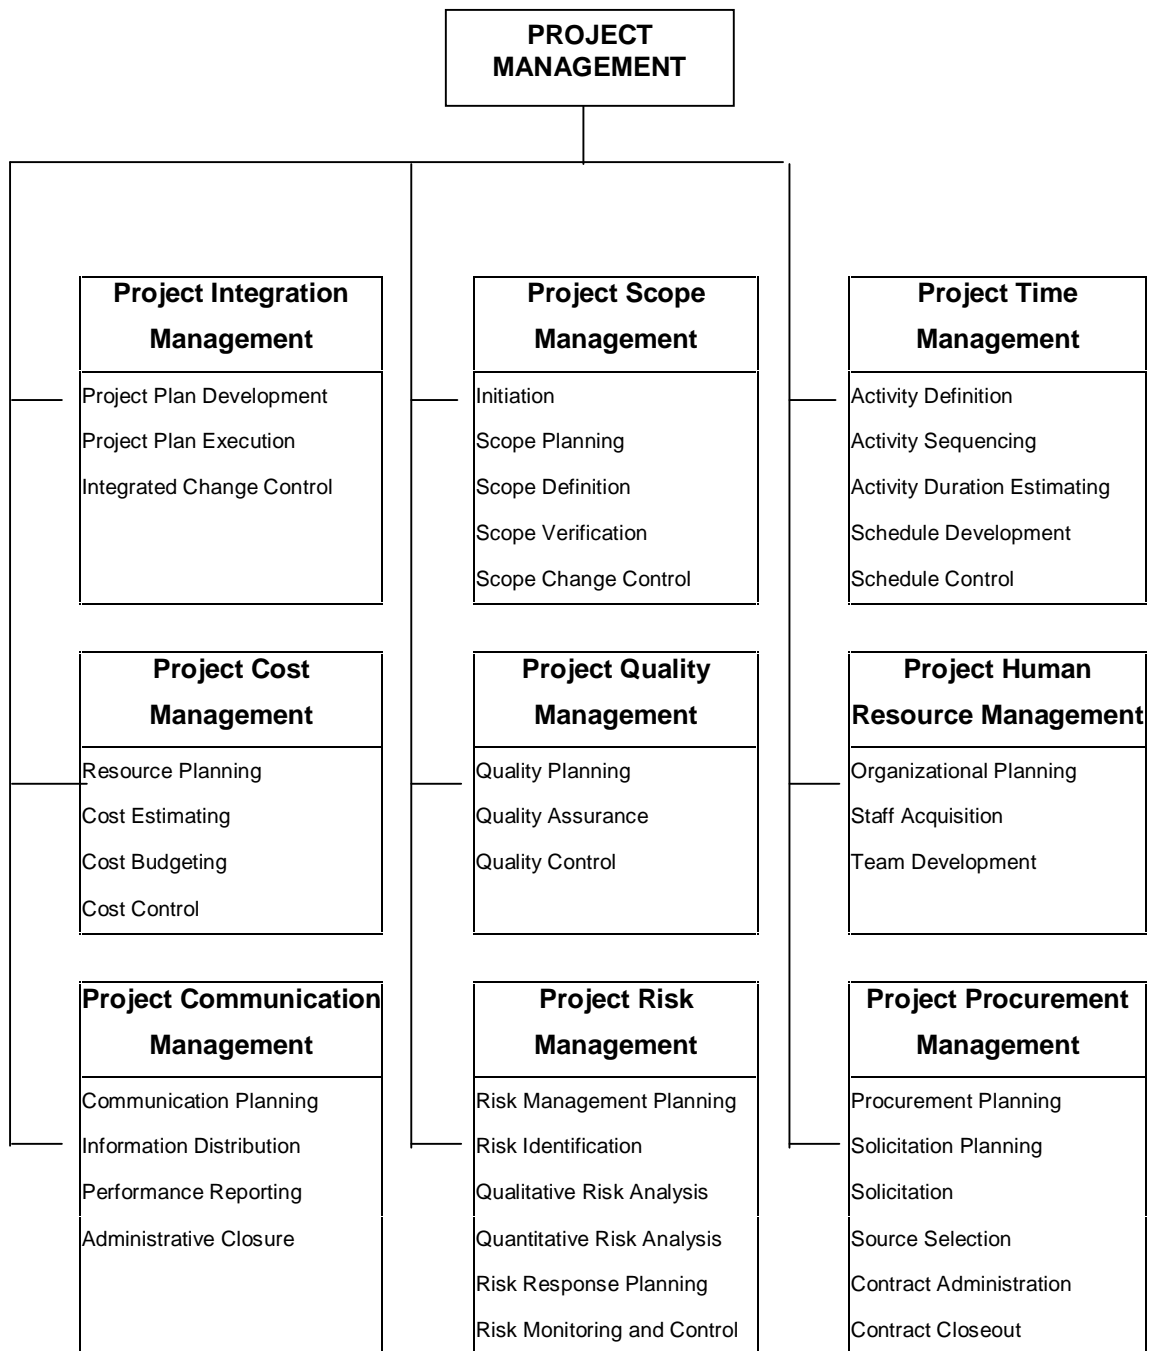 PROJECT
MANAGEMENT
Project Integration
Management
Project Plan Development
Project Plan Execution
Integrated Change Control
Project Scope
Management
Initiation
Scope Planning
Scope Definition
Scope Verification
Scope Change Control
Project Time
Management
Activity Definition
Activity Sequencing
Activity Duration Estimating
Schedule Development
Schedule Control
Project Cost
Management
Resource Planning
Cost Estimating
Cost Budgeting
Cost Control
Project Quality
Management
Quality Planning
Quality Assurance
Quality Control
Project Human
Resource Management
Organizational Planning
Staff Acquisition
Team Development
Project Communication
Management
Communication Planning
Information Distribution
Performance Reporting
Administrative Closure
Project Risk
Management
Risk Management Planning
Risk Identification
Qualitative Risk Analysis
Quantitative Risk Analysis
Risk Response Planning
Risk Monitoring and Control
Project Procurement
Management
Procurement Planning
Solicitation Planning
Solicitation
Source Selection
Contract Administration
Contract Closeout